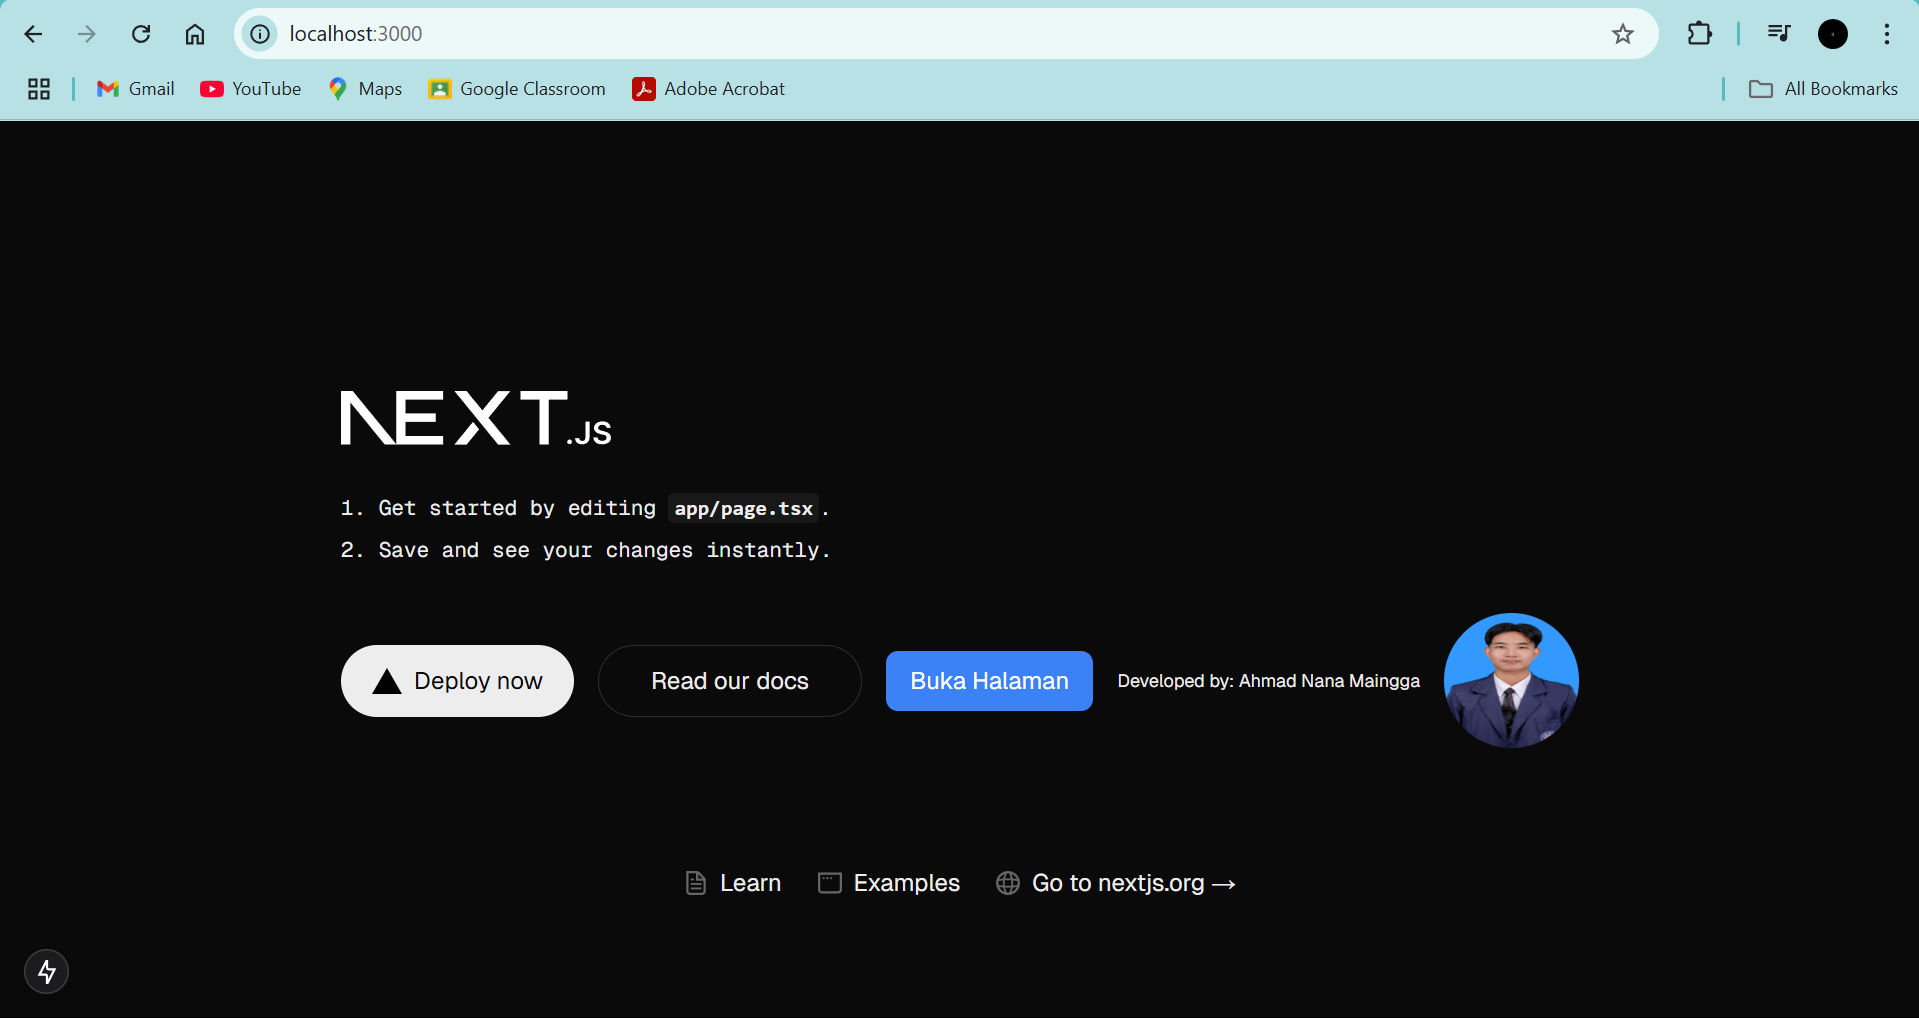 localhost:3000
Gmail YouTube Maps Google Classroom Adobe Acrobat All Bookmarks
NEXT.JS
1. Get started by editing app/page.tsx.
2. Save and see your changes instantly.
Deploy now Read our docs Buka Halaman Developed by: Ahmad Nana Maingga
Learn Examples Go to nextjs.org →